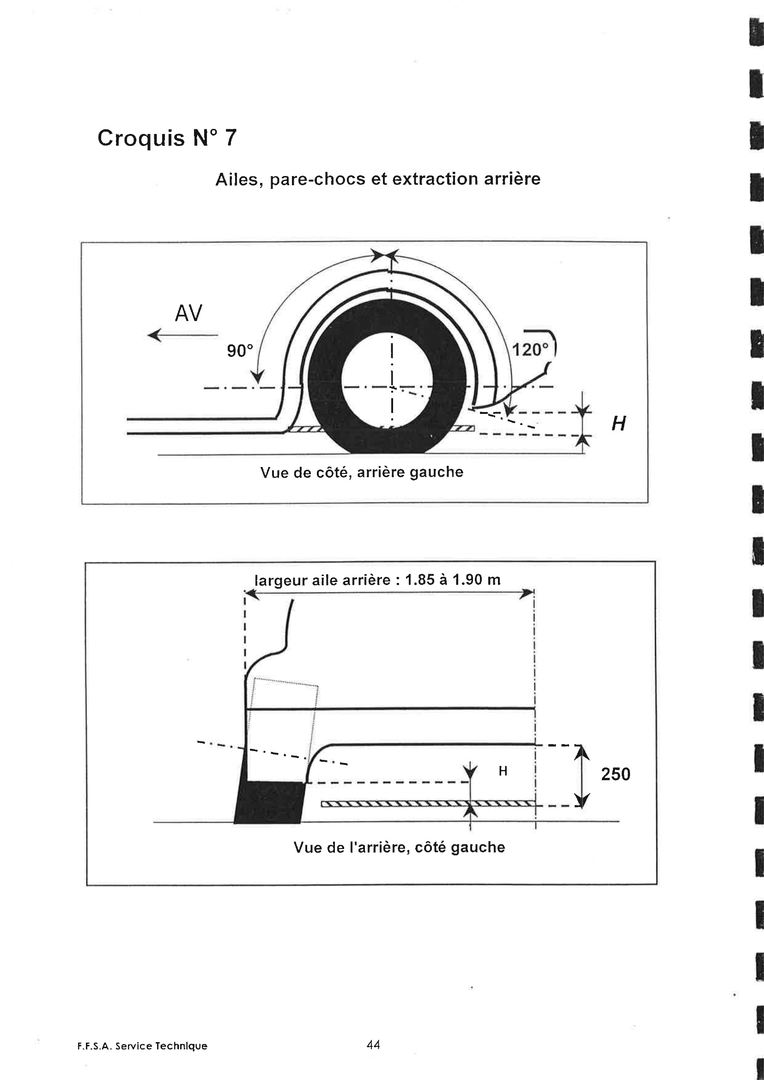 Croquis N° 7
Ailes, pare-chocs et extraction arrière
AV
90°
120°
H
Vue de côté, arrière gauche
largeur aile arrière : 1.85 à 1.90 m
H
250
Vue de l'arrière, côté gauche
F.F.S.A. Service Technique
44